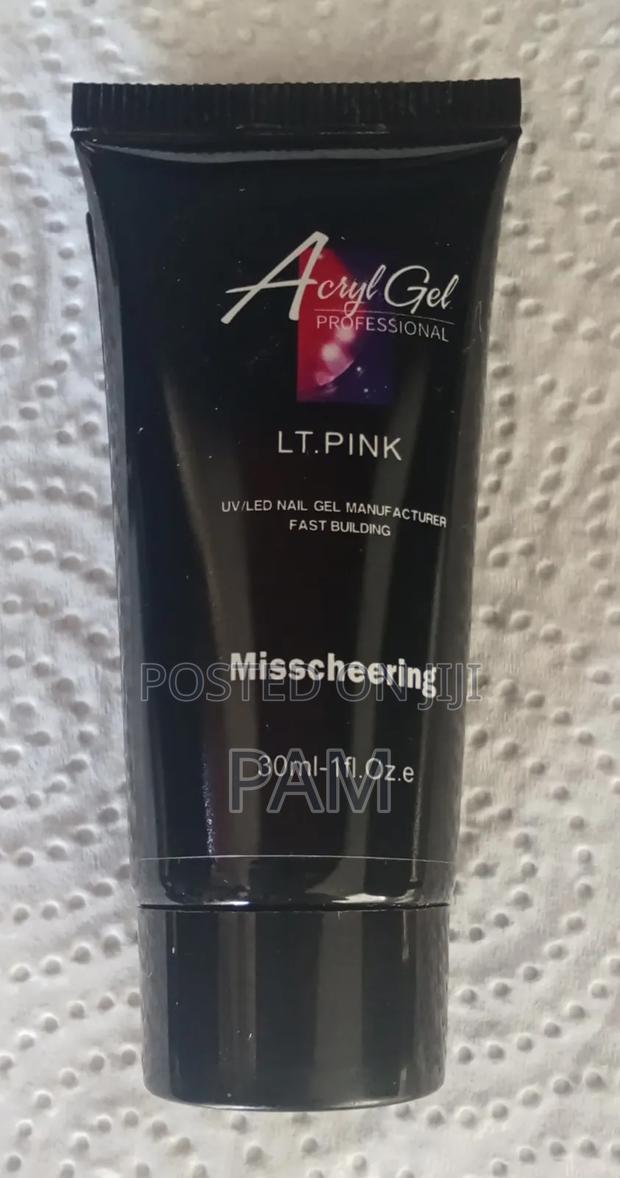 Acryl Gel
PROFESSIONAL
LT.PINK
UV/LED NAIL GEL MANUFACTURER
FAST BUILDING
Misscheering
POSTED ON JIJI
30ml-1fl.Oz.e
PAM